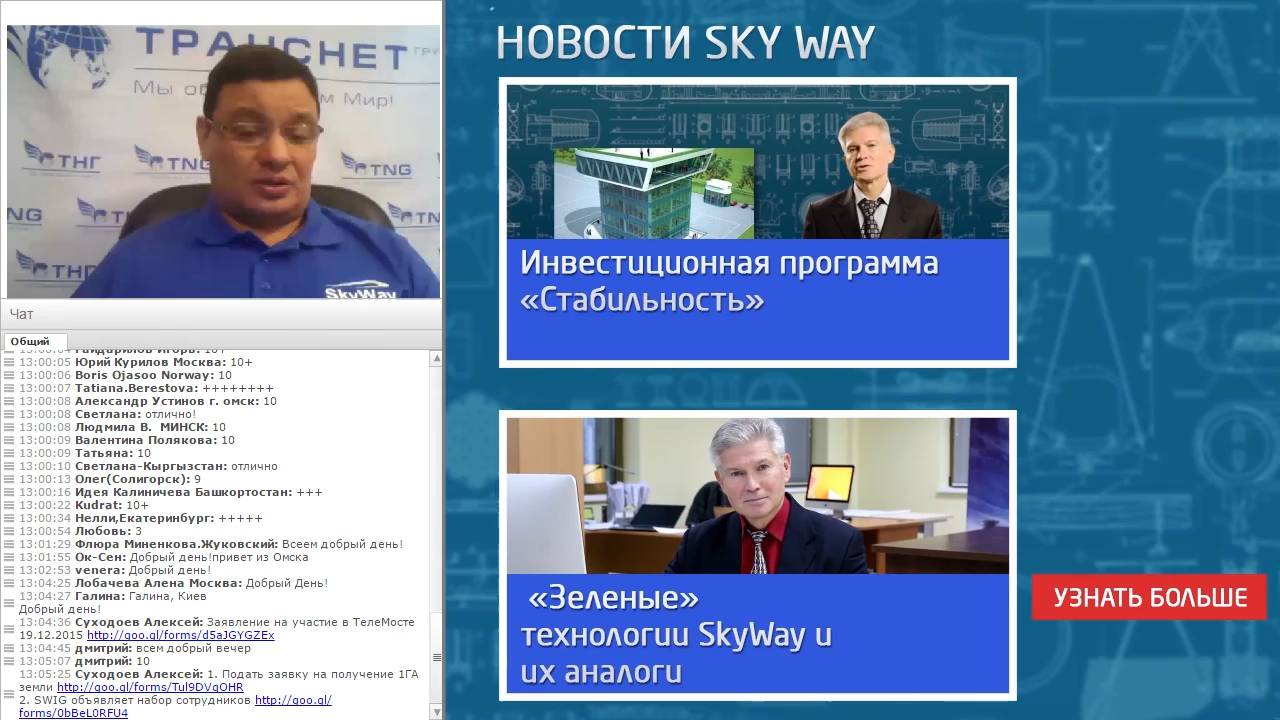 ТРАНСНЕТ
Мы об
м Мир!
ТНГ
TNG
TNG
TNG
TNG
ТНГ
SkyWay
Чат
Общий
13:00:05 Юрий Курилов Москва: 10+
13:00:06 Boris Ojasoo Norway: 10
13:00:07 Tatiana.Berestova: ++++++++
13:00:08 Александр Устинов г. омск: 10
13:00:08 Светлана: отлично!
13:00:08 Людмила В. МИНСК: 10
13:00:09 Валентина Полякова: 10
13:00:09 Татьяна: 10
13:00:10 Светлана-Кыргызстан: отлично
13:00:13 Олег(Солигорск): 9
13:00:16 Идея Калиничева Башкортостан: +++
13:00:22 Kudrat: 10+
13:00:34 Нелли,Екатеринбург: +++++
13:00:54 Любовь: 3
13:01:29 Флюра Миненкова.Жуковский: Всеем добрый день!
13:01:55 Ок-Сен: Добрый день!привет из Омска
13:02:53 venera: Добрый день!
13:04:25 Лобачева Алена Москва: Добрый День!
13:04:27 Галина: Галина, Киев
Добрый день!
13:04:36 Суходоев Алексей: Заявление на участие в ТелеМосте
19.12.2015 http://goo.gl/forms/d5aJGYGZEx
13:04:45 дмитрий: всем добрый вечер
13:05:07 дмитрий: 10
13:05:25 Суходоев Алексей: 1. Подать заявку на получение 1ГА
земли http://goo.gl/forms/Tul9DVgOHR
2. SWIG объявляет набор сотрудников http://goo.gl/
forms/0bBeL0RFU4
НОВОСТИ SKY WAY
Инвестиционная программа
«Стабильность»
«Зеленые»
технологии SkyWay и
их аналоги
УЗНАТЬ БОЛЬШЕ